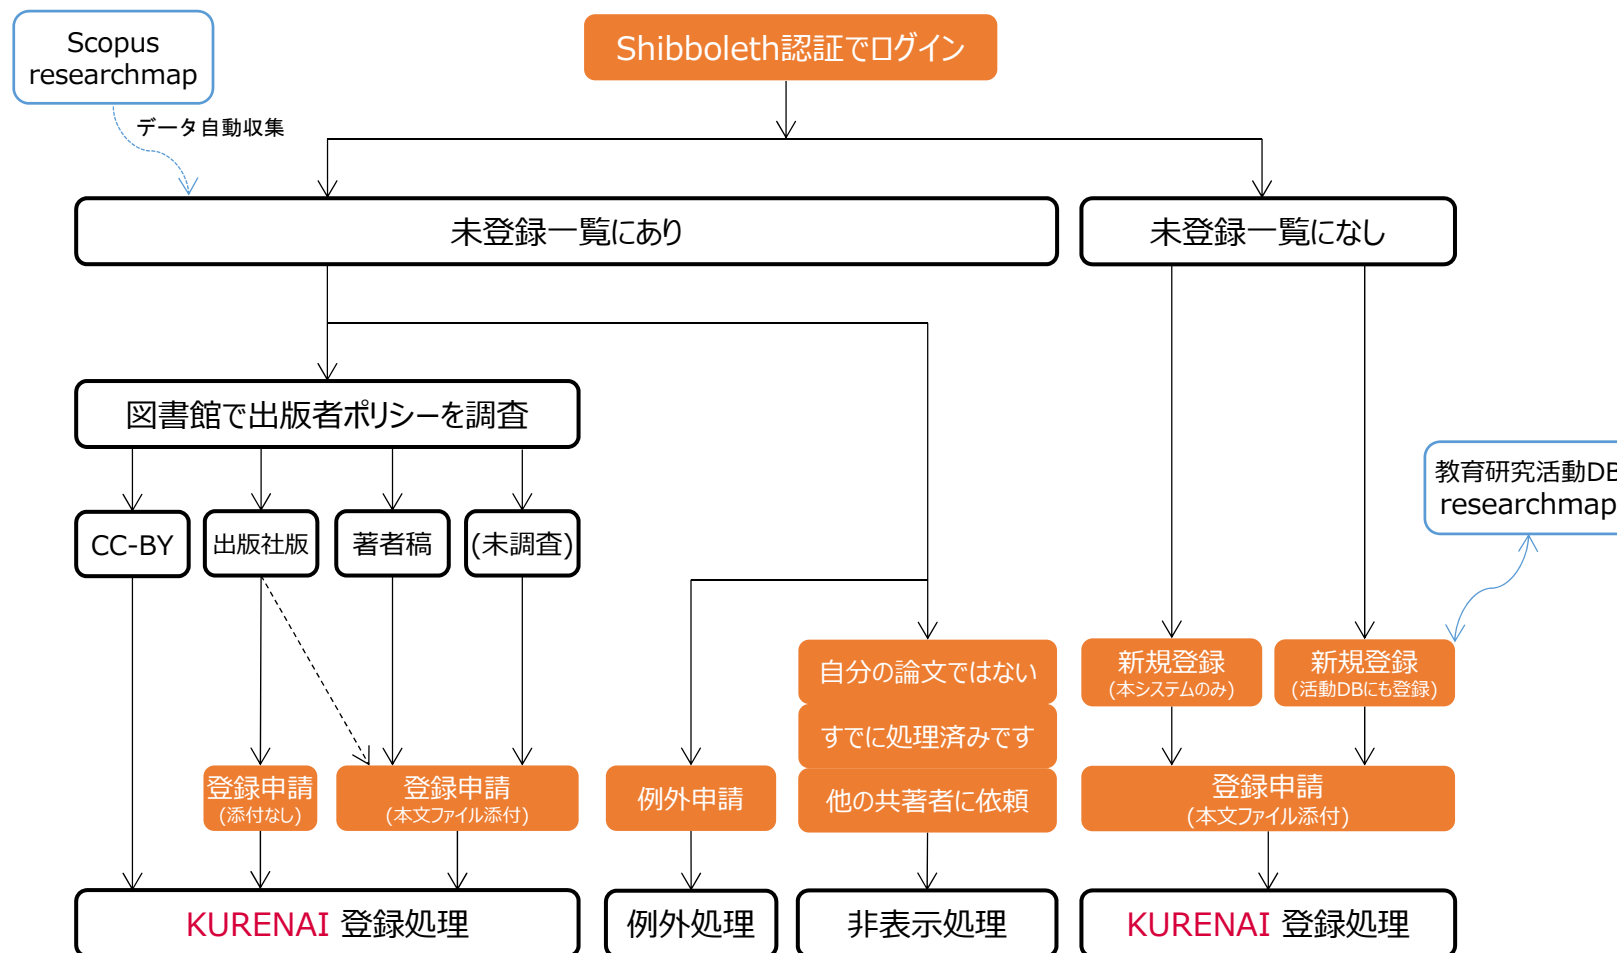 Scopus
researchmap
Shibboleth認証でログイン
データ自動収集
未登録一覧にあり
未登録一覧になし
図書館で出版者ポリシーを調査
CC-BY
出版社版
著者稿
(未調査)
教育研究活動DB
researchmap
自分の論文ではない
すでに処理済みです
他の共著者に依頼
新規登録
(本システムのみ)
新規登録
(活動DBにも登録)
登録申請
(添付なし)
登録申請
(本文ファイル添付)
例外申請
登録申請
(本文ファイル添付)
KURENAI 登録処理
例外処理
非表示処理
KURENAI 登録処理